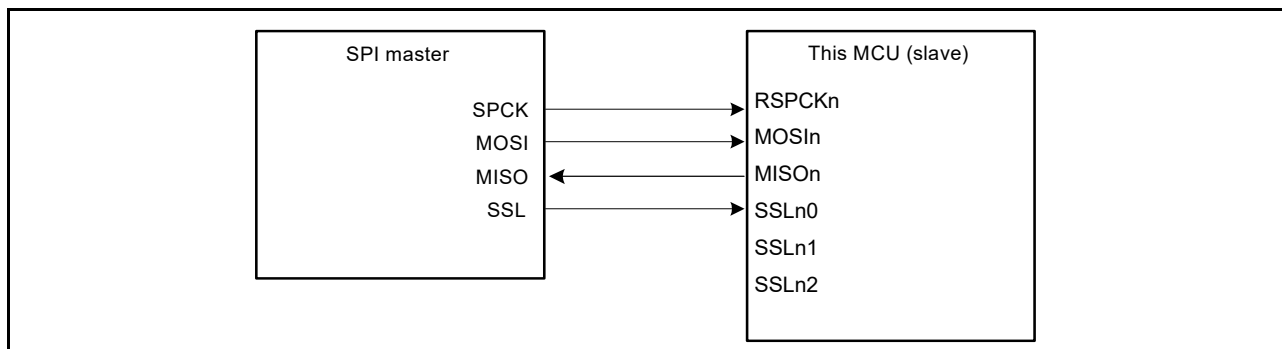 SPI master
SPCK
MOSI
MISO
SSL
This MCU (slave)
RSPCKn
MOSIn
MISOn
SSLn0
SSLn1
SSLn2